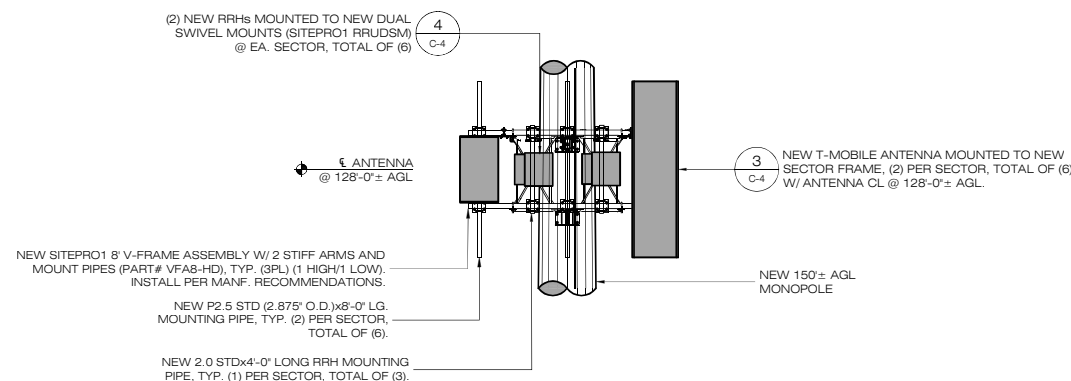 (2) NEW RRHs MOUNTED TO NEW DUAL
SWIVEL MOUNTS (SITEPRO1 RRUDSM)
@ EA. SECTOR, TOTAL OF (6)
4
C-4
℄ ANTENNA
@ 128'-0"± AGL
3
C-4
NEW T-MOBILE ANTENNA MOUNTED TO NEW
SECTOR FRAME, (2) PER SECTOR, TOTAL OF (6)
W/ ANTENNA CL @ 128'-0"± AGL.
NEW SITEPRO1 8' V-FRAME ASSEMBLY W/ 2 STIFF ARMS AND
MOUNT PIPES (PART# VFA8-HD), TYP. (3PL) (1 HIGH/1 LOW).
INSTALL PER MANF. RECOMMENDATIONS.
NEW 150'± AGL
MONOPOLE
NEW P2.5 STD (2.875" O.D.)x8'-0" LG.
MOUNTING PIPE, TYP. (2) PER SECTOR,
TOTAL OF (6).
NEW 2.0 STDx4'-0" LONG RRH MOUNTING
PIPE, TYP. (1) PER SECTOR, TOTAL OF (3).